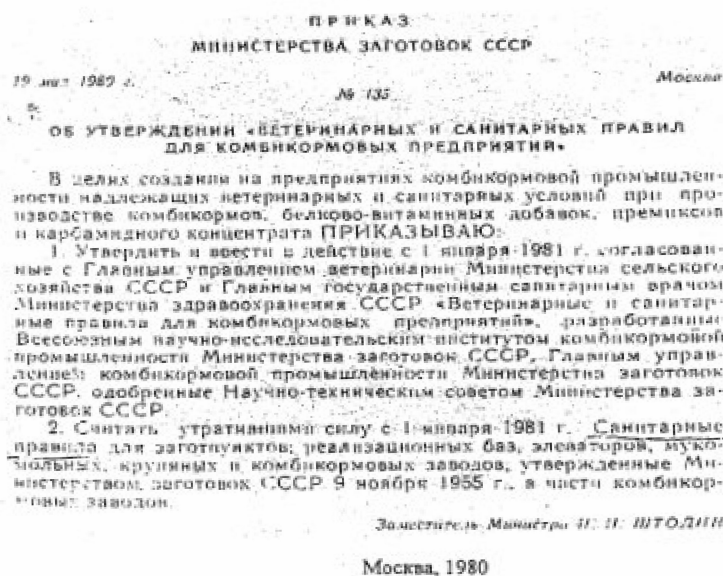 ПРИКАЗ
МИНИСТЕРСТВА ЗАГОТОВОК СССР
19 мая г.
Москва
№ 135
ОБ УТВЕРЖДЕНИИ «ВЕТЕРИНАРНЫХ И САНИТАРНЫХ ПРАВИЛ
ДЛЯ КОМБИКОРМОВЫХ ПРЕДПРИЯТИЙ»
В целях создания на предприятиях комбикормовой промышлен-
ности надлежащих ветеринарных и санитарных условий при про-
изводстве комбикормов, белково-витаминных добавок, премиксов
и карбамидного концентрата ПРИКАЗЫВАЮ:
1. Утвердить и ввести в действие с 1 января 1981 г. согласован-
ные с Главным управлением ветеринарии Министерства сельского
хозяйства СССР и Главным государственным санитарным врачом
Министерства здравоохранения СССР «Ветеринарные и санитар-
ные правила для комбикормовых предприятий», разработанные
Всесоюзным научно-исследовательским институтом комбикормовой
промышленности Министерства заготовок СССР, Главным управ-
лением комбикормовой промышленности Министерства заготовок
СССР, одобренные Научно-техническим советом Министерства за-
готовок СССР.
2. Считать утратившими силу с 1 января 1981 г. Санитарные
правила для заготпунктов, реализационных баз, элеваторов, муко-
мольных, крупяных и комбикормовых заводов, утвержденные Ми-
нистерством заготовок СССР 9 ноября 1955 г., в части комбикор-
мовых заводов.
Заместитель Министра
Москва, 1980